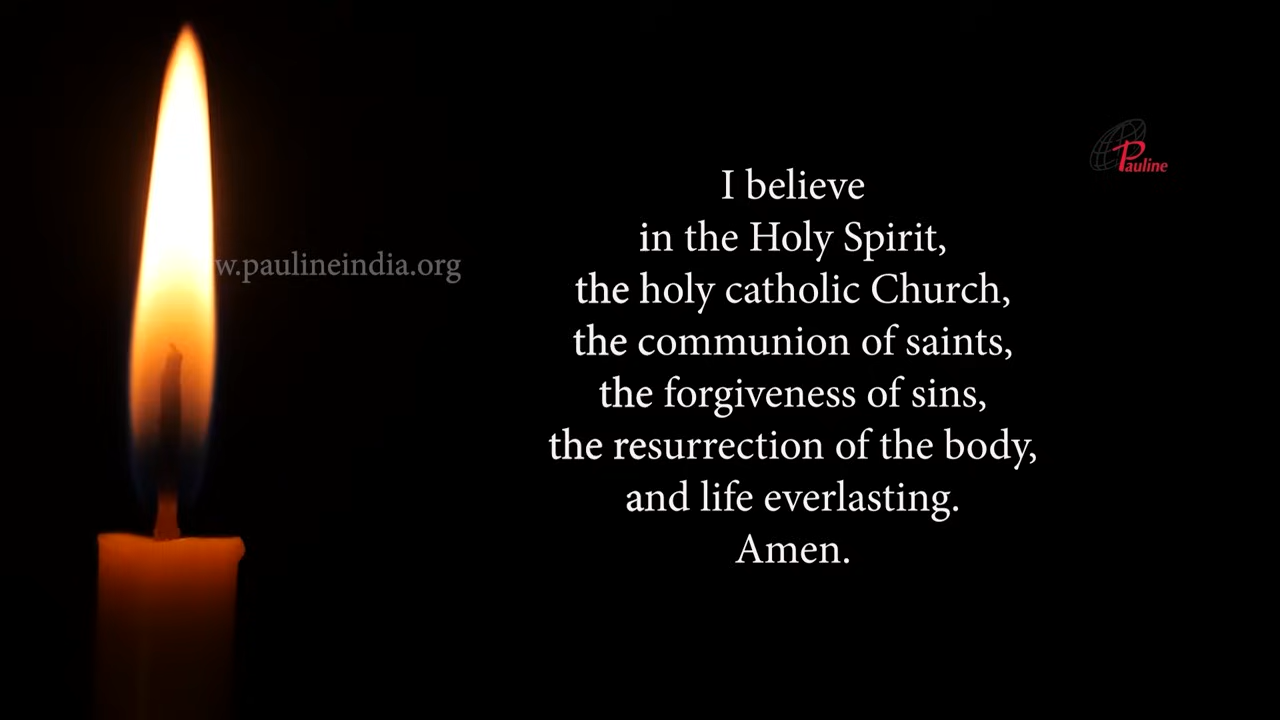 I believe
in the Holy Spirit,
the holy catholic Church,
the communion of saints,
the forgiveness of sins,
the resurrection of the body,
and life everlasting.
Amen.
w.paulineindia.org
Pauline